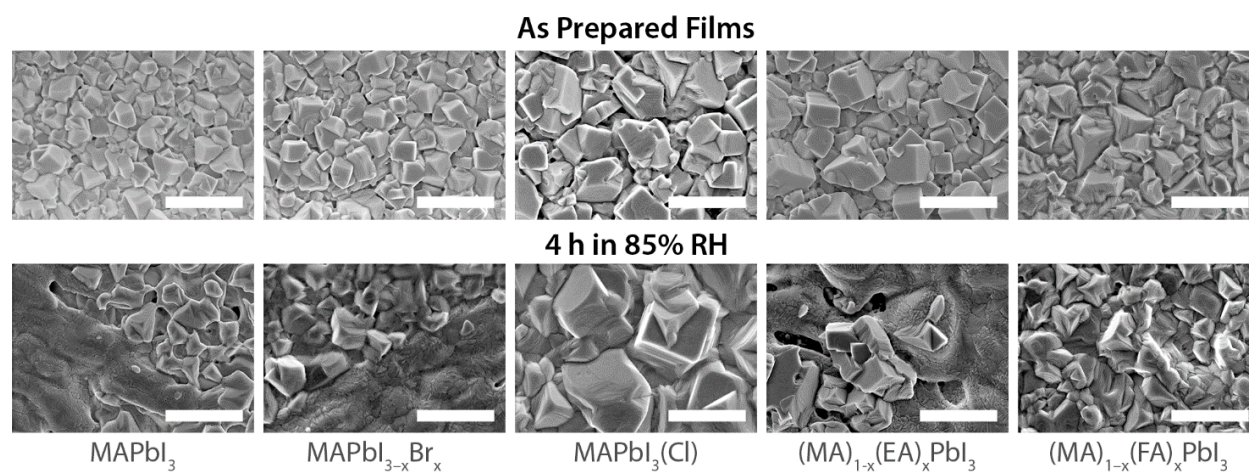 As Prepared Films
4 h in 85% RH
MAPbI₃ MAPbI₃₋ₓBrₓ MAPbI₃(Cl) (MA)₁₋ₓ(EA)ₓPbI₃ (MA)₁₋ₓ(FA)ₓPbI₃